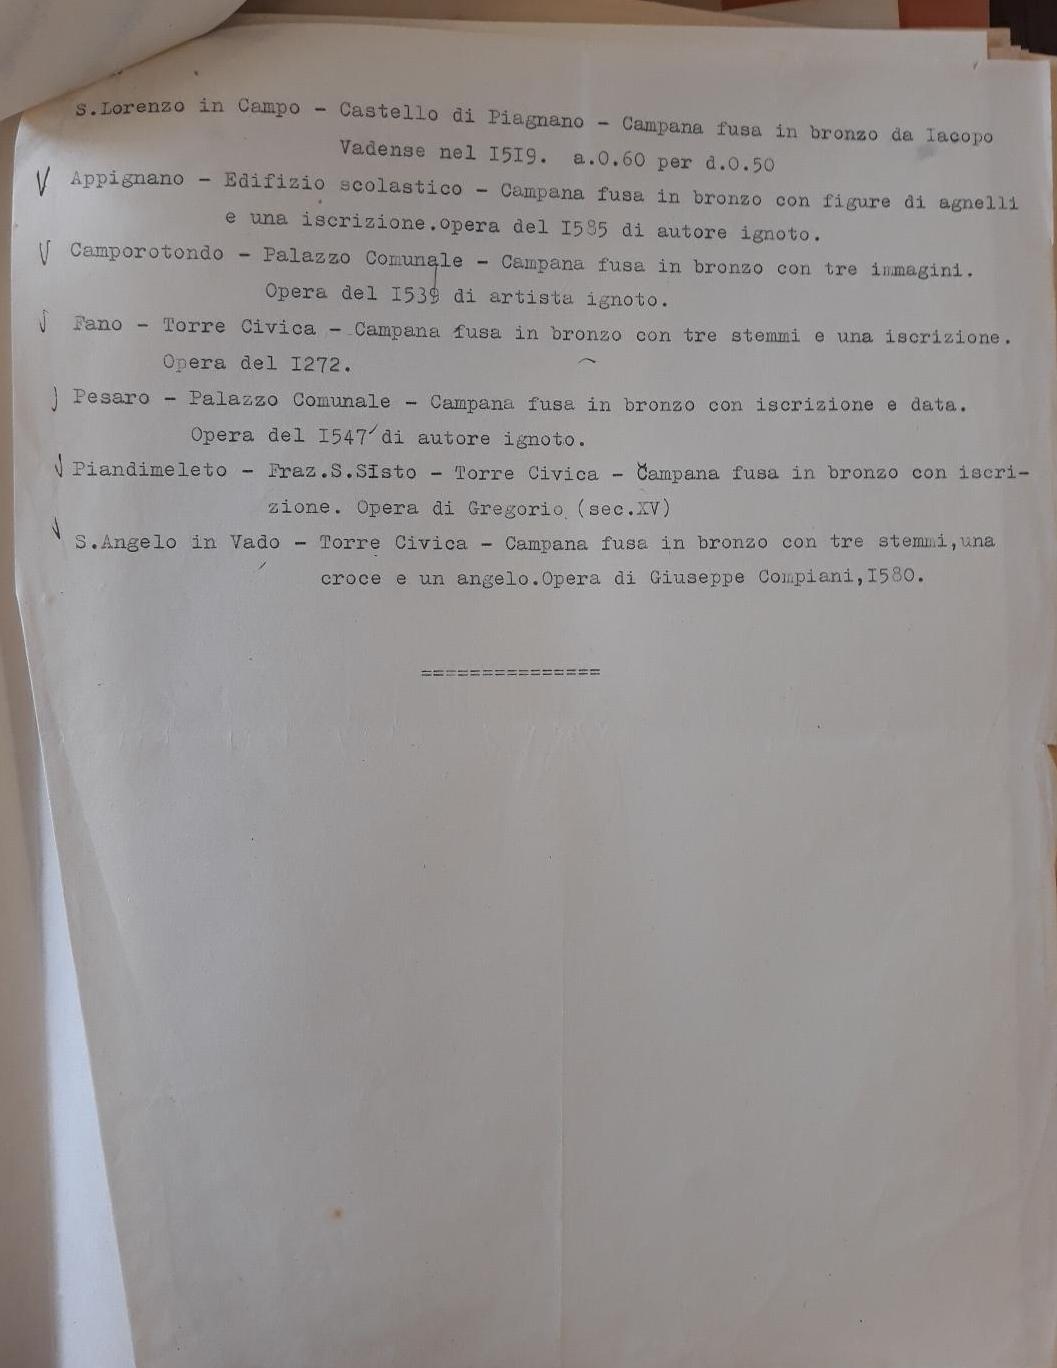 S.Lorenzo in Campo - Castello di Piagnano - Campana fusa in bronzo da Iacopo
Vadense nel I5I9. a.0.60 per d.0.50
Appignano - Edifizio scolastico - Campana fusa in bronzo con figure di agnelli
e una iscrizione.opera del I585 di autore ignoto.
Camporotondo - Palazzo Comunale - Campana fusa in bronzo con tre immagini.
Opera del I539 di artista ignoto.
Fano - Torre Civica - Campana fusa in bronzo con tre stemmi e una iscrizione.
Opera del I272.
Pesaro - Palazzo Comunale - Campana fusa in bronzo con iscrizione e data.
Opera del I547 di autore ignoto.
Piandimeleto - Fraz.S.SIsto - Torre Civica - Campana fusa in bronzo con iscri-
zione. Opera di Gregorio (sec.XV)
S.Angelo in Vado - Torre Civica - Campana fusa in bronzo con tre stemmi,una
croce e un angelo.Opera di Giuseppe Compiani,I580.
===============